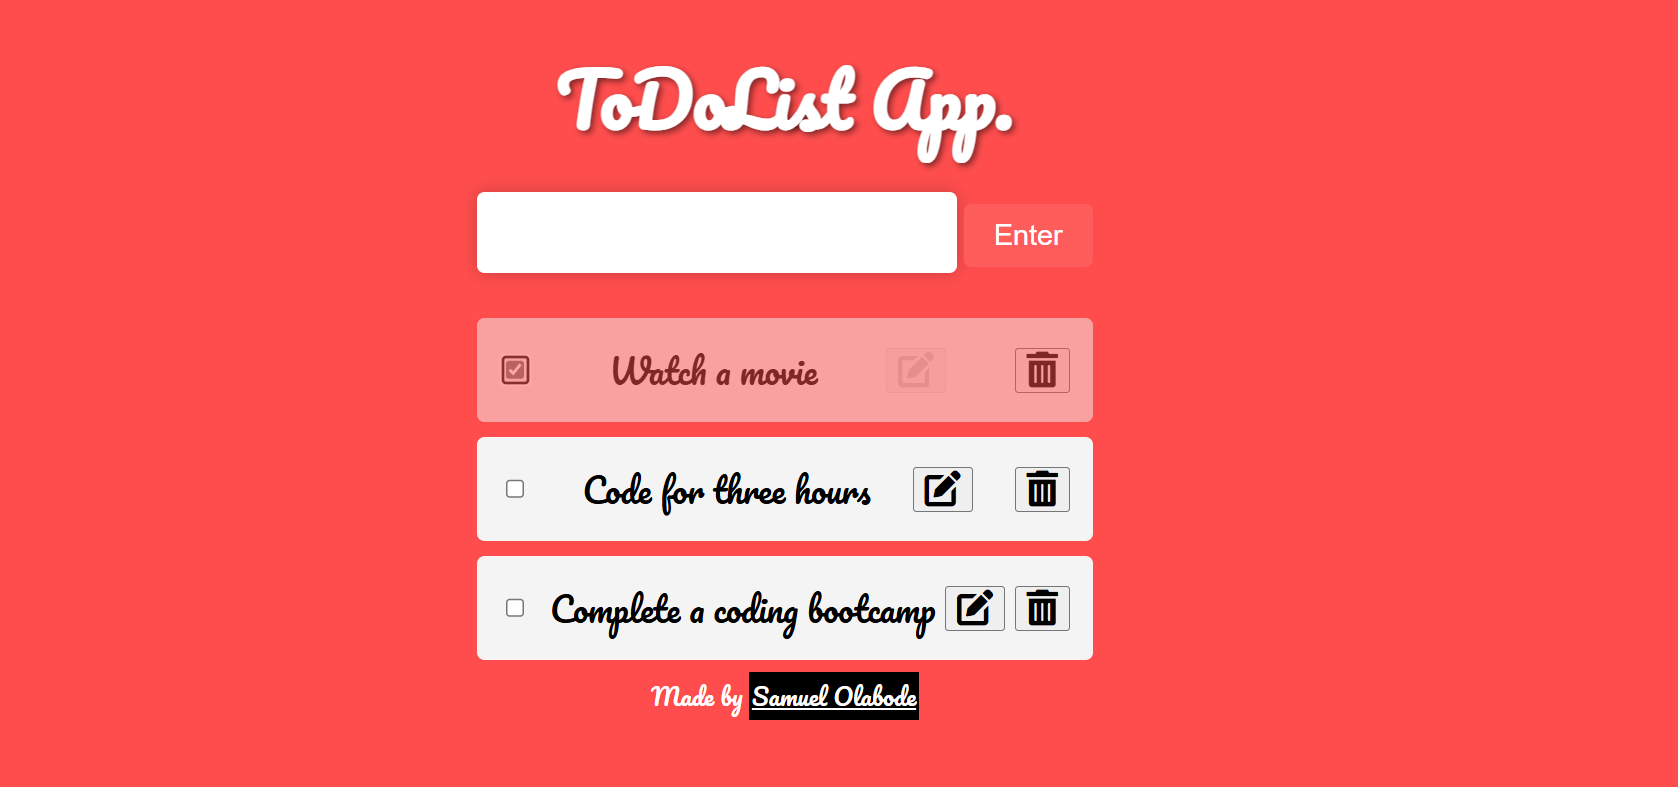 ToDoList App.
Enter
Watch a movie
Code for three hours
Complete a coding bootcamp
Made by Samuel Olabode